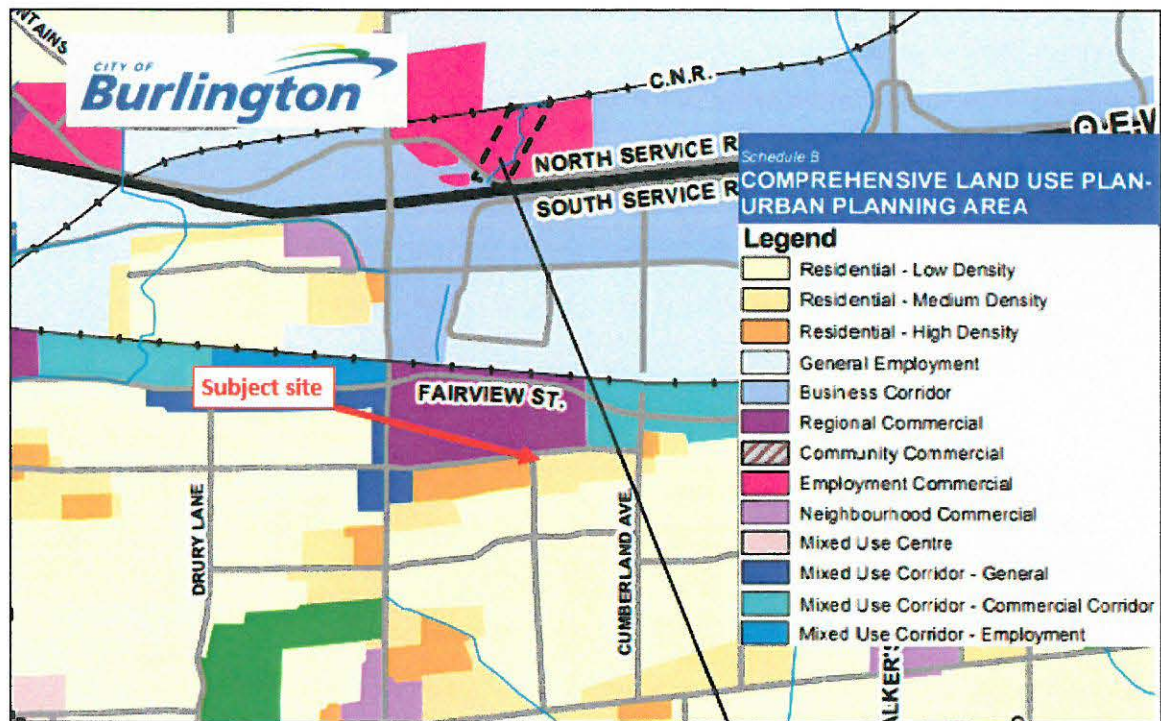 NTAINS
CITY OF
Burlington
C.N.R.
Q.E.W
NORTH SERVICE R
SOUTH SERVICE R
Schedule B
COMPREHENSIVE LAND USE PLAN-
URBAN PLANNING AREA
Legend
Residential - Low Density
Residential - Medium Density
Residential - High Density
General Employment
Business Corridor
Regional Commercial
Community Commercial
Employment Commercial
Neighbourhood Commercial
Mixed Use Centre
Mixed Use Corridor - General
Mixed Use Corridor - Commercial Corridor
Mixed Use Corridor - Employment
Subject site
FAIRVIEW ST.
DRURY LANE
CUMBERLAND AVE.
ALKER'S